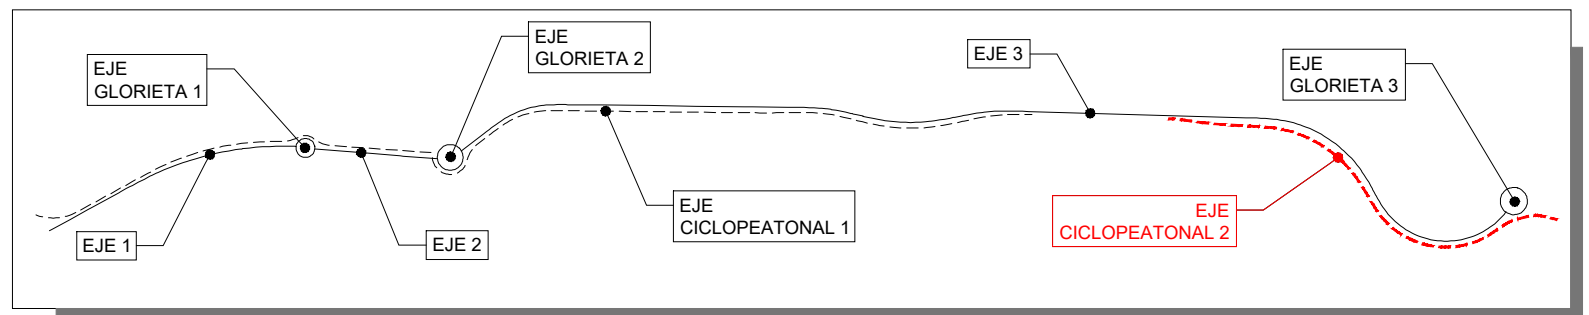 EJE
GLORIETA 1
EJE
GLORIETA 2
EJE 3
EJE
GLORIETA 3
EJE 1
EJE 2
EJE
CICLOPEATONAL 1
EJE
CICLOPEATONAL 2